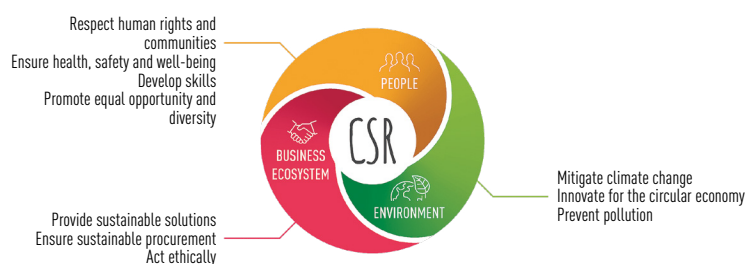 Respect human rights and
communities
Ensure health, safety and well-being
Develop skills
Promote equal opportunity and
diversity
PEOPLE
CSR
BUSINESS
ECOSYSTEM
ENVIRONMENT
Mitigate climate change
Innovate for the circular economy
Prevent pollution
Provide sustainable solutions
Ensure sustainable procurement
Act ethically